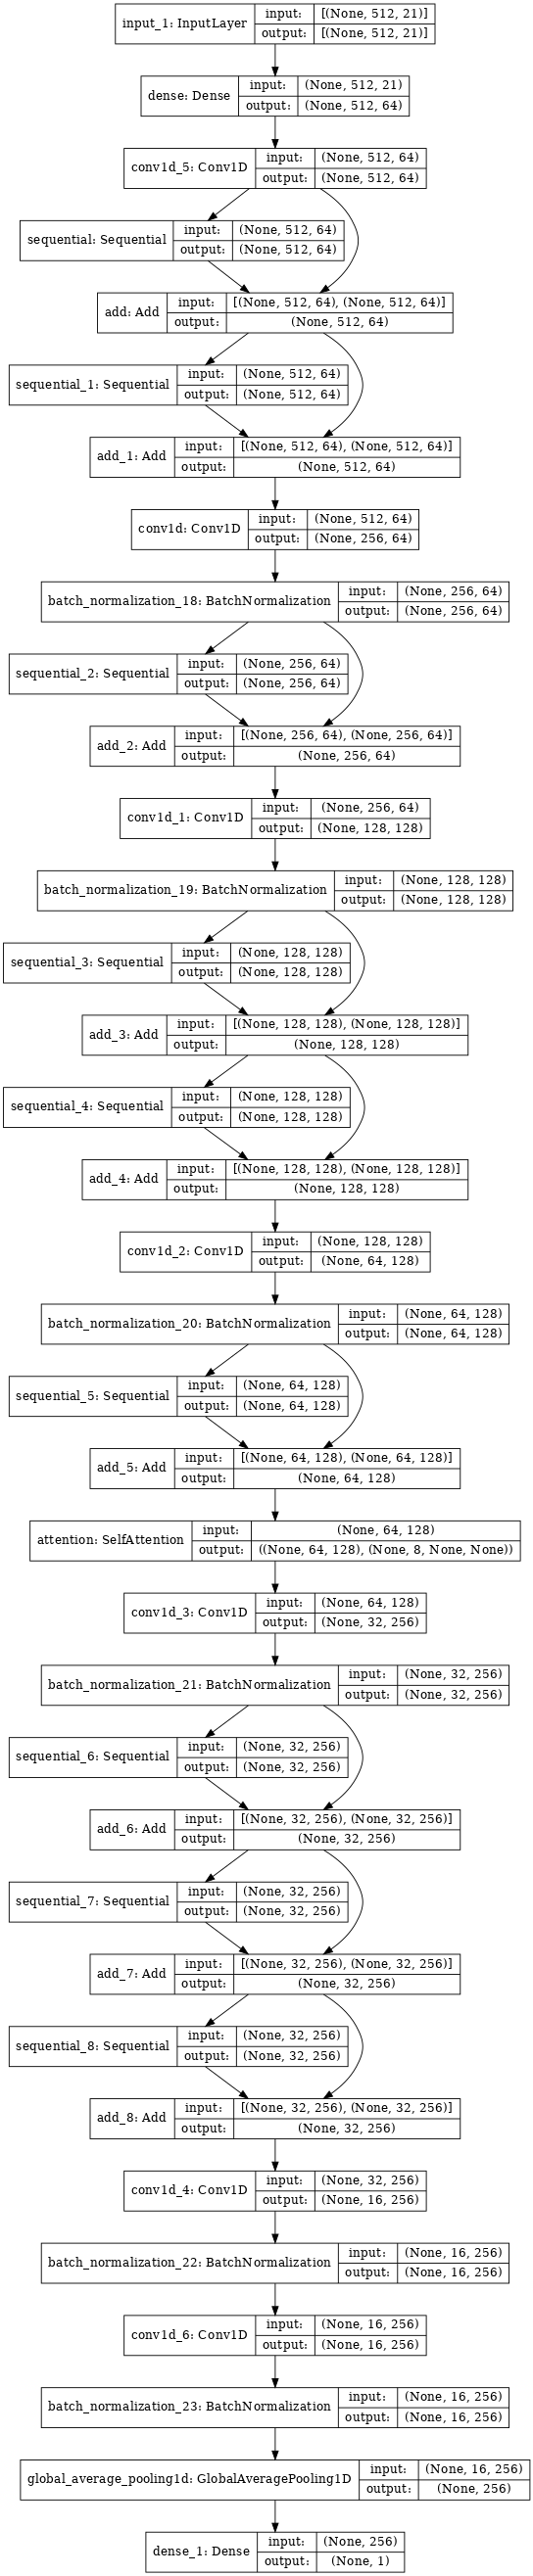 input_1: InputLayer
input: [(None, 512, 21)]
output: [(None, 512, 21)]
dense: Dense
input: (None, 512, 21)
output: (None, 512, 64)
conv1d_5: Conv1D
input: (None, 512, 64)
output: (None, 512, 64)
sequential: Sequential
input: (None, 512, 64)
output: (None, 512, 64)
add: Add
input: [(None, 512, 64), (None, 512, 64)]
output: (None, 512, 64)
sequential_1: Sequential
input: (None, 512, 64)
output: (None, 512, 64)
add_1: Add
input: [(None, 512, 64), (None, 512, 64)]
output: (None, 512, 64)
conv1d: Conv1D
input: (None, 512, 64)
output: (None, 256, 64)
batch_normalization_18: BatchNormalization
input: (None, 256, 64)
output: (None, 256, 64)
sequential_2: Sequential
input: (None, 256, 64)
output: (None, 256, 64)
add_2: Add
input: [(None, 256, 64), (None, 256, 64)]
output: (None, 256, 64)
conv1d_1: Conv1D
input: (None, 256, 64)
output: (None, 128, 128)
batch_normalization_19: BatchNormalization
input: (None, 128, 128)
output: (None, 128, 128)
sequential_3: Sequential
input: (None, 128, 128)
output: (None, 128, 128)
add_3: Add
input: [(None, 128, 128), (None, 128, 128)]
output: (None, 128, 128)
sequential_4: Sequential
input: (None, 128, 128)
output: (None, 128, 128)
add_4: Add
input: [(None, 128, 128), (None, 128, 128)]
output: (None, 128, 128)
conv1d_2: Conv1D
input: (None, 128, 128)
output: (None, 64, 128)
batch_normalization_20: BatchNormalization
input: (None, 64, 128)
output: (None, 64, 128)
sequential_5: Sequential
input: (None, 64, 128)
output: (None, 64, 128)
add_5: Add
input: [(None, 64, 128), (None, 64, 128)]
output: (None, 64, 128)
attention: SelfAttention
input: (None, 64, 128)
output: ((None, 64, 128), (None, 8, None, None))
conv1d_3: Conv1D
input: (None, 64, 128)
output: (None, 32, 256)
batch_normalization_21: BatchNormalization
input: (None, 32, 256)
output: (None, 32, 256)
sequential_6: Sequential
input: (None, 32, 256)
output: (None, 32, 256)
add_6: Add
input: [(None, 32, 256), (None, 32, 256)]
output: (None, 32, 256)
sequential_7: Sequential
input: (None, 32, 256)
output: (None, 32, 256)
add_7: Add
input: [(None, 32, 256), (None, 32, 256)]
output: (None, 32, 256)
sequential_8: Sequential
input: (None, 32, 256)
output: (None, 32, 256)
add_8: Add
input: [(None, 32, 256), (None, 32, 256)]
output: (None, 32, 256)
conv1d_4: Conv1D
input: (None, 32, 256)
output: (None, 16, 256)
batch_normalization_22: BatchNormalization
input: (None, 16, 256)
output: (None, 16, 256)
conv1d_6: Conv1D
input: (None, 16, 256)
output: (None, 16, 256)
batch_normalization_23: BatchNormalization
input: (None, 16, 256)
output: (None, 16, 256)
global_average_pooling1d: GlobalAveragePooling1D
input: (None, 16, 256)
output: (None, 256)
dense_1: Dense
input: (None, 256)
output: (None, 1)